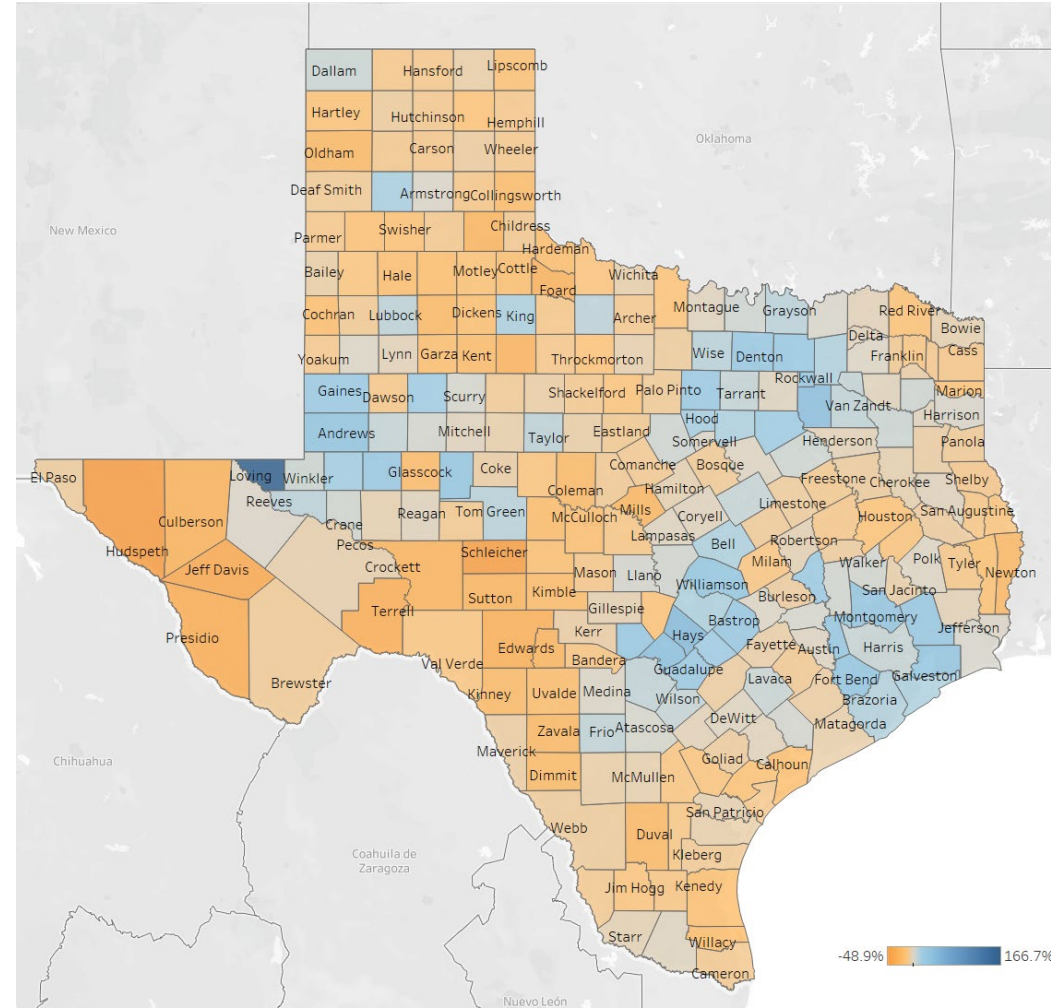 Dallam
Hansford
Lipscomb
Hartley
Hutchinson
Hemphill
Oklahoma
Oldham
Carson
Wheeler
Deaf Smith
Armstrong
Collingsworth
New Mexico
Parmer
Swisher
Childress
Hardeman
Bailey
Hale
Motley
Cottle
Wichita
Foard
Cochran
Lubbock
Dickens
King
Archer
Montague
Grayson
Red River
Bowie
Delta
Yoakum
Lynn
Garza
Kent
Throckmorton
Wise
Denton
Franklin
Cass
Rockwall
Gaines
Dawson
Scurry
Shackelford
Palo Pinto
Tarrant
Van Zandt
Marion
Harrison
Hood
Andrews
Mitchell
Taylor
Eastland
Somervell
Henderson
Panola
El Paso
Loving
Winkler
Glasscock
Coke
Coleman
Comanche
Bosque
Freestone
Cherokee
Shelby
Hamilton
Reeves
Culberson
Crane
Reagan
Tom Green
McCulloch
Mills
Coryell
Limestone
Houston
San Augustine
Lampasas
Robertson
Hudspeth
Pecos
Schleicher
Bell
Jeff Davis
Crockett
Mason
Llano
Williamson
Milam
Walker
Polk
Tyler
Newton
Sutton
Kimble
Burleson
San Jacinto
Presidio
Terrell
Gillespie
Bastrop
Montgomery
Jefferson
Kerr
Hays
Fayette
Austin
Harris
Val Verde
Edwards
Bandera
Guadalupe
Fort Bend
Galveston
Brewster
Kinney
Uvalde
Medina
Wilson
Lavaca
Brazoria
Zavala
Frio
Atascosa
DeWitt
Matagorda
Maverick
Chihuahua
Dimmit
McMullen
Goliad
Calhoun
Webb
San Patricio
Duval
Coahuila de
Zaragoza
Kleberg
Jim Hogg
Kenedy
Starr
Willacy
-48.9%
166.7%
Cameron
Nuevo León